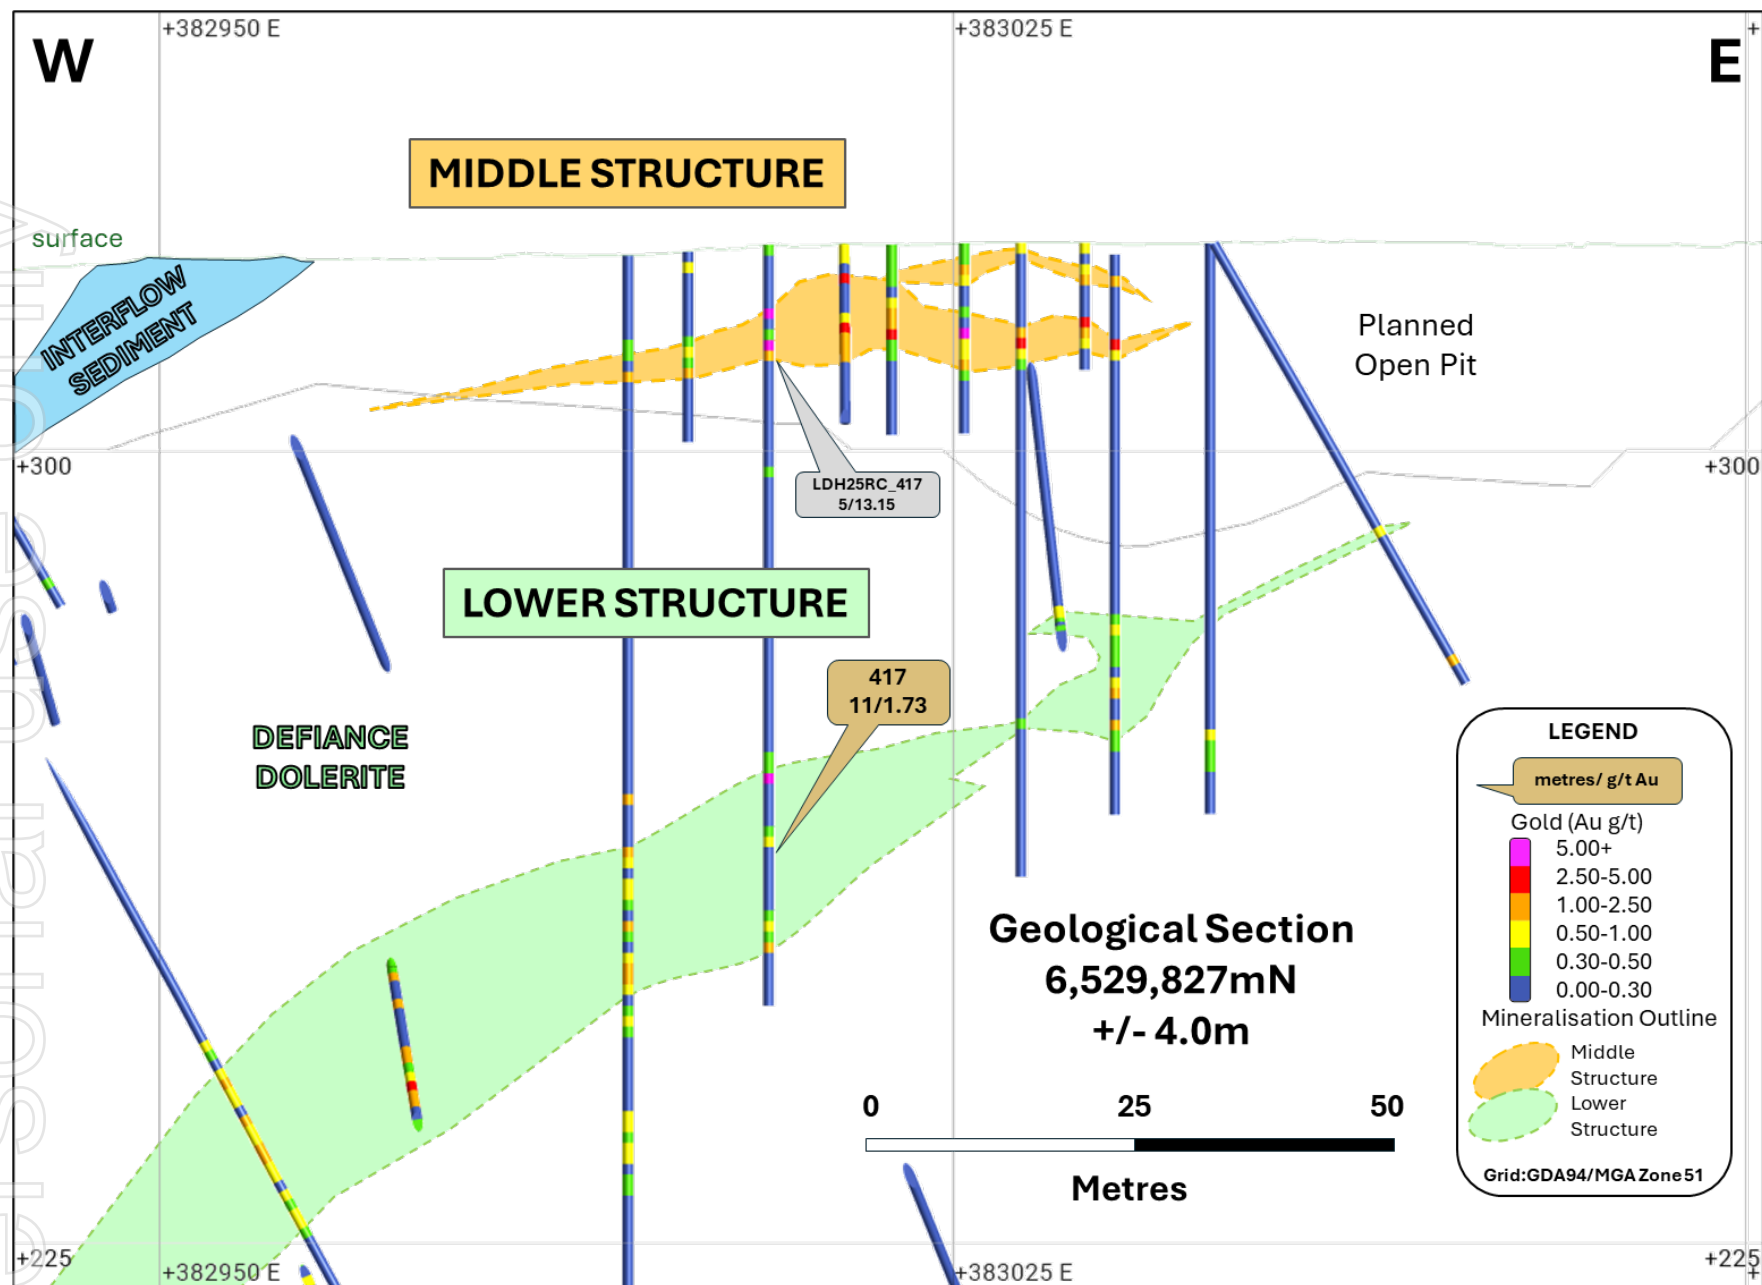 +382950 E
+383025 E
+
W
E
MIDDLE STRUCTURE
surface
INTERFLOW
SEDIMENT
Planned
Open Pit
+300
+300
LDH25RC_417
5/13.15
LOWER STRUCTURE
417
11/1.73
DEFIANCE
DOLERITE
LEGEND
metres/ g/t Au
Gold (Au g/t)
5.00+
2.50-5.00
1.00-2.50
0.50-1.00
0.30-0.50
0.00-0.30
Mineralisation Outline
Middle
Structure
Lower
Structure
Grid:GDA94/MGA Zone 51
Geological Section
6,529,827mN
+/- 4.0m
0
25
50
Metres
+225
+225
+382950 E
+383025 E
+
ersonal use only